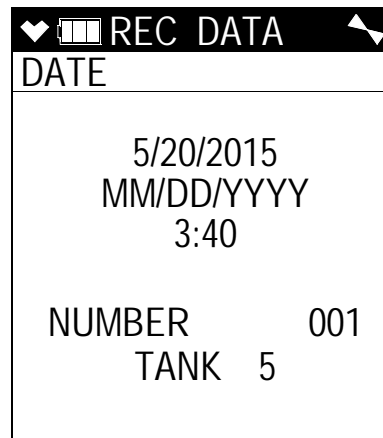 REC DATA
DATE
5/20/2015
MM/DD/YYYY
3:40
NUMBER 001
TANK 5